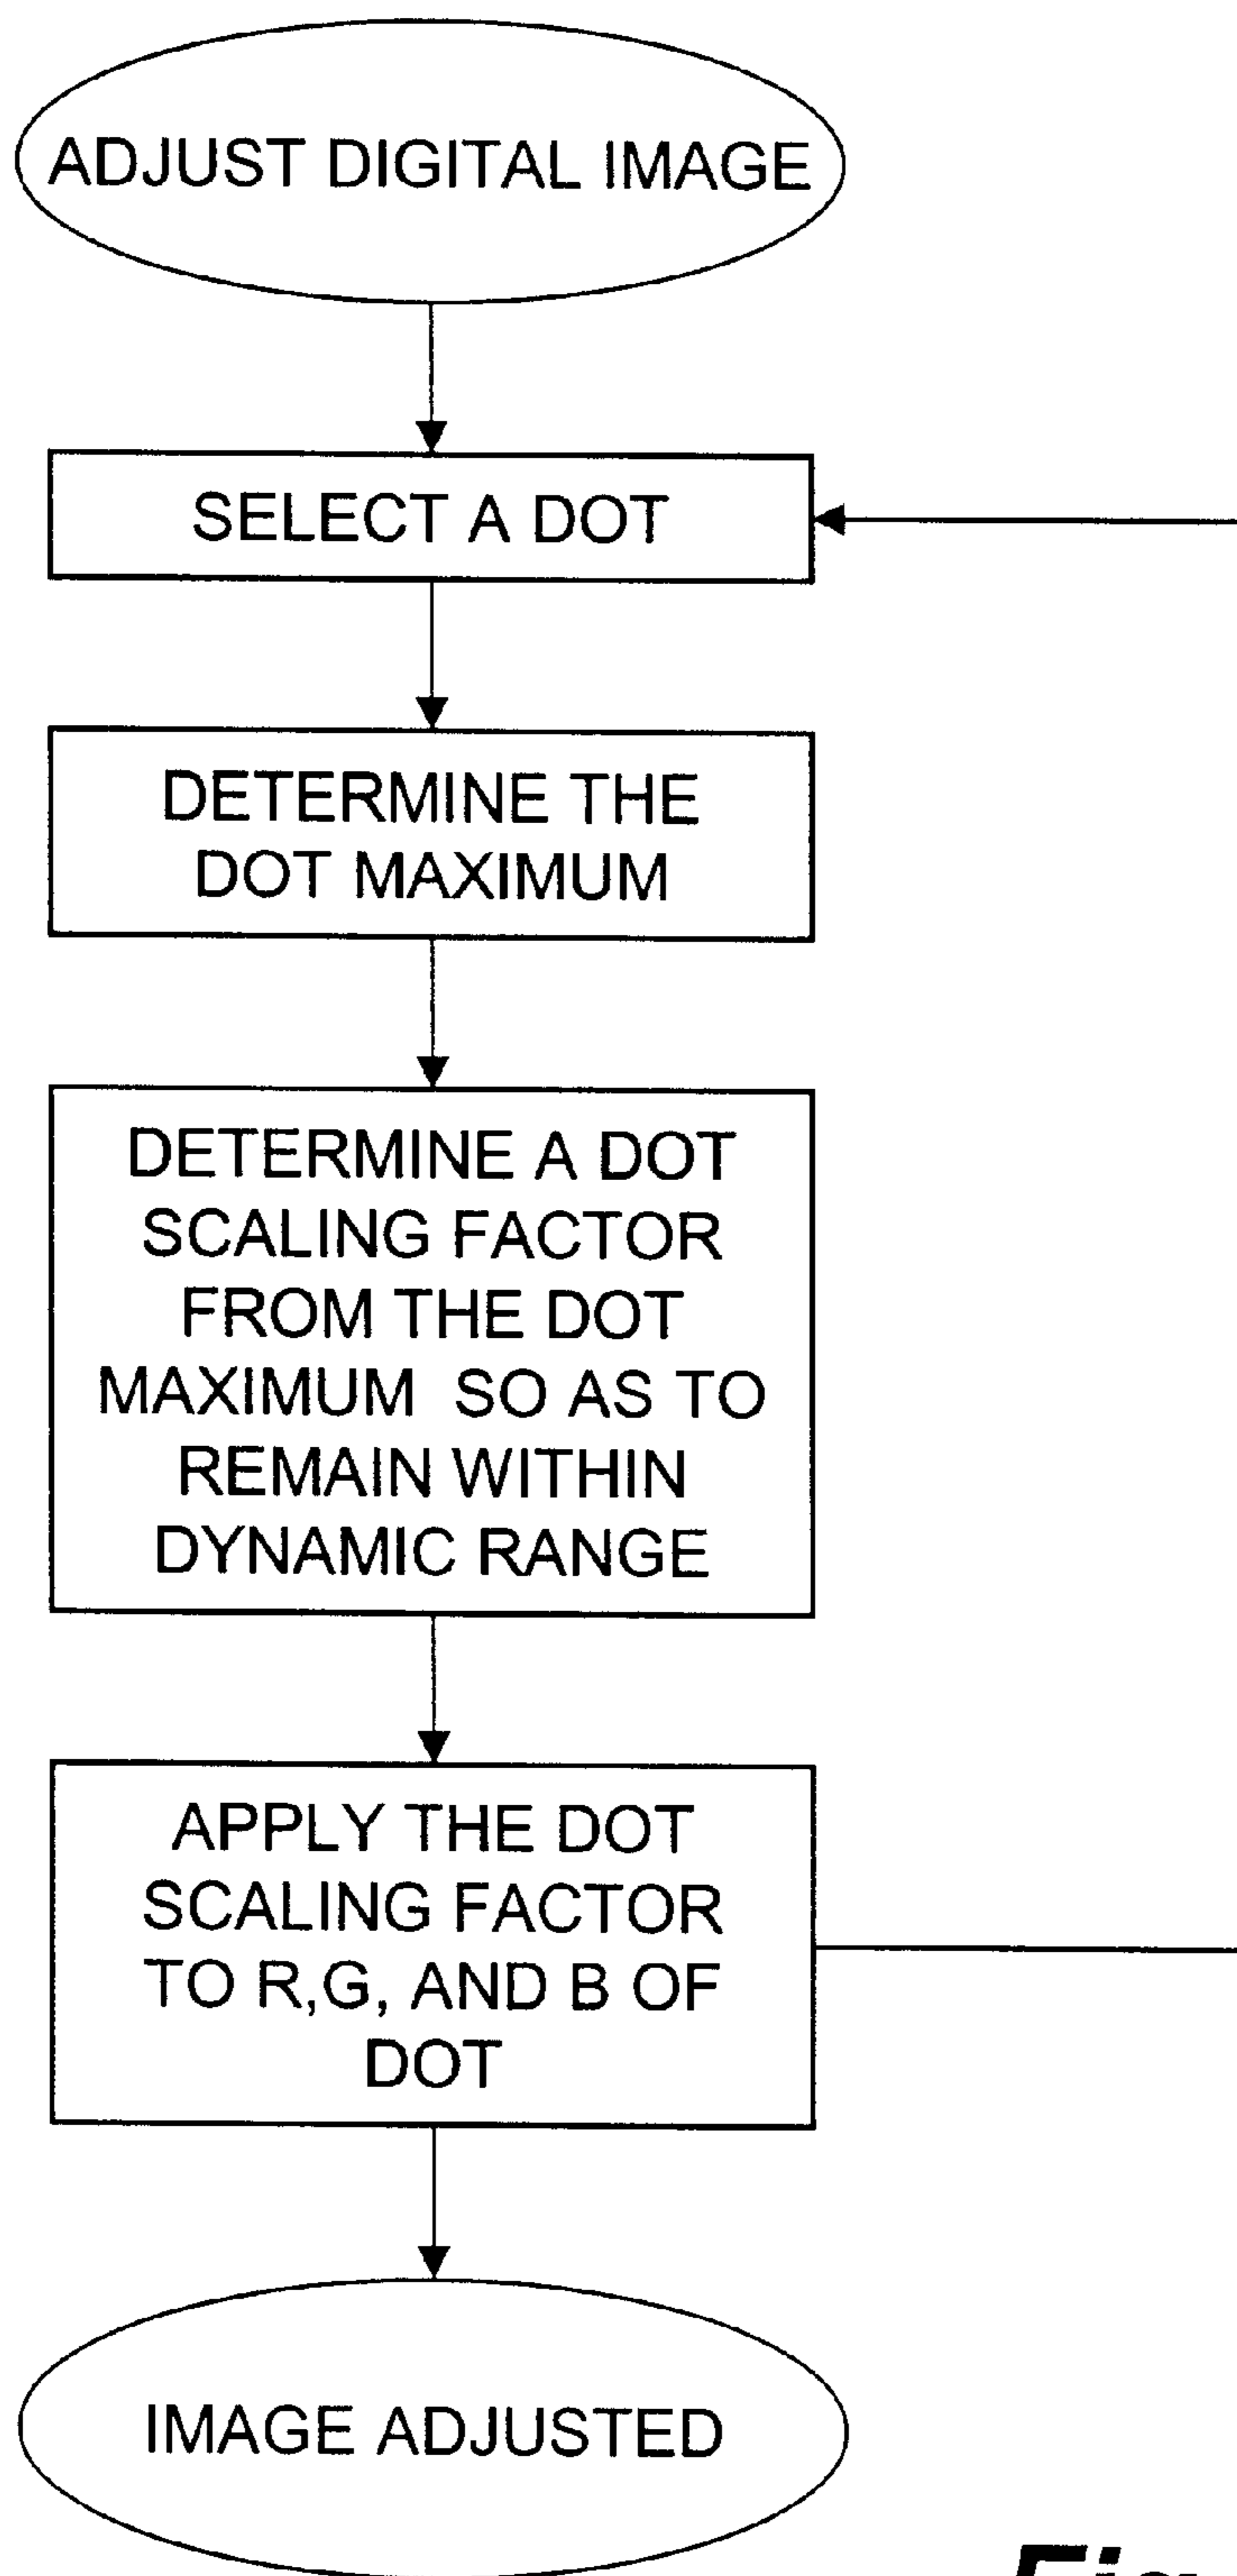 ADJUST DIGITAL IMAGE
SELECT A DOT
DETERMINE THE
DOT MAXIMUM
DETERMINE A DOT
SCALING FACTOR
FROM THE DOT
MAXIMUM SO AS TO
REMAIN WITHIN
DYNAMIC RANGE
APPLY THE DOT
SCALING FACTOR
TO R,G, AND B OF
DOT
IMAGE ADJUSTED